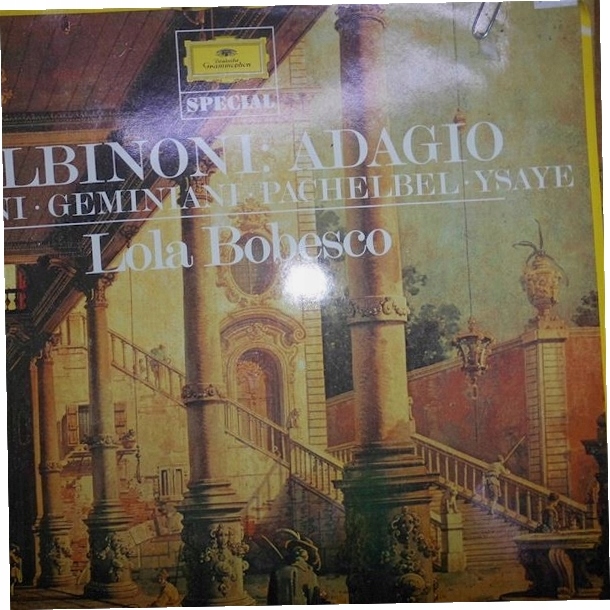 Deutsche
Grammophon
SPECIAL
LBINONI: ADAGIO
NI · GEMINIANI · PACHELBEL · YSAYE
Lola Bobesco